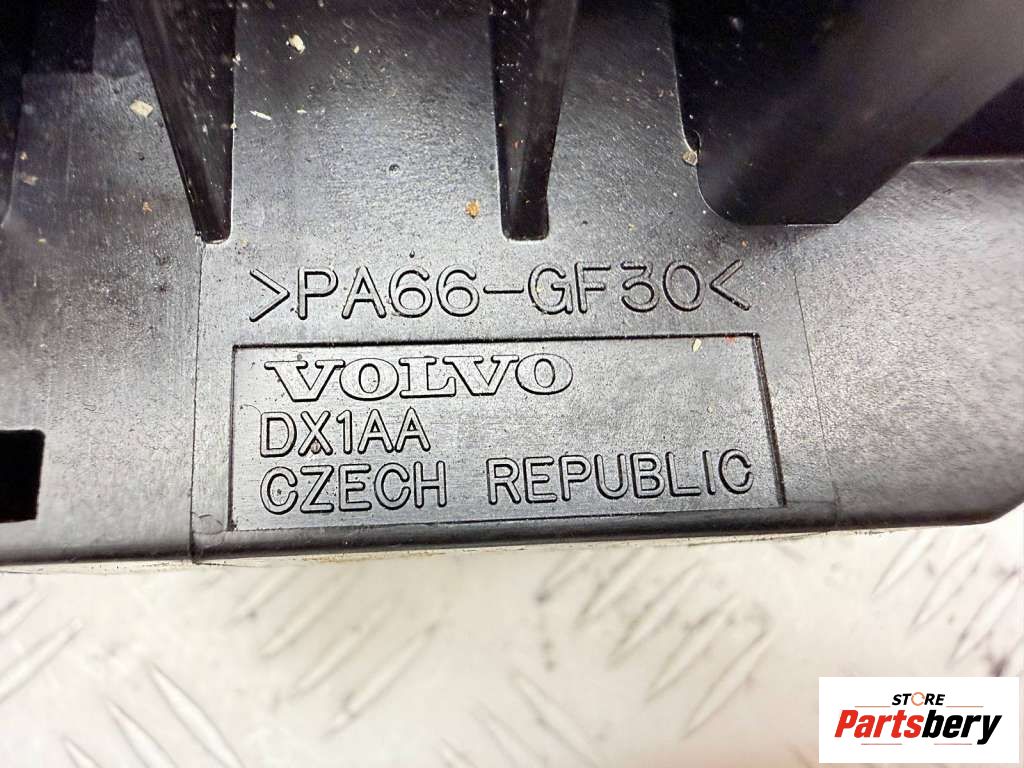 >PA66-GF30<
VOLVO
DX1AA
CZECH REPUBLIC
STORE
Partsbery